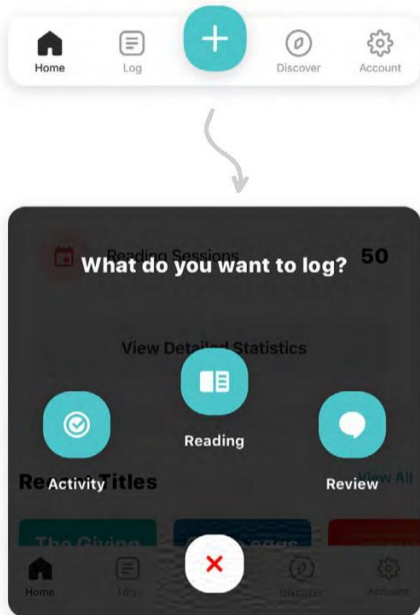 Home
Log
Discover
Account
Reading Sessions
50
What do you want to log?
View Detailed Statistics
Reading
Activity
Review
Titles
View All
The Giving
eggs
Home
Log
Discover
Account